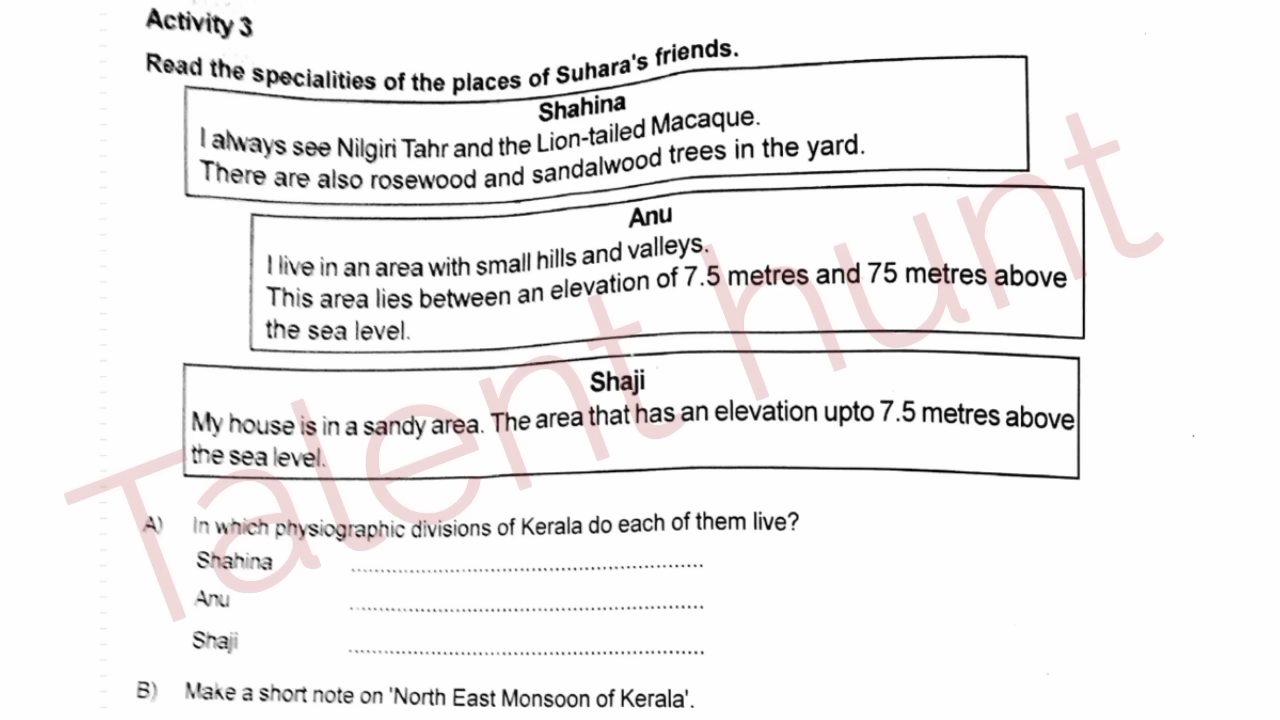 Activity 3
Read the specialities of the places of Suhara's friends.
Shahina
I always see Nilgiri Tahr and the Lion-tailed Macaque.
There are also rosewood and sandalwood trees in the yard.
Anu
I live in an area with small hills and valleys.
This area lies between an elevation of 7.5 metres and 75 metres above
the sea level.
Shaji
My house is in a sandy area. The area that has an elevation upto 7.5 metres above
the sea level.
A) In which physiographic divisions of Kerala do each of them live?
Shahina ................................................................
Anu ................................................................
Shaji ................................................................
B) Make a short note on 'North East Monsoon of Kerala'.
Talent hunt